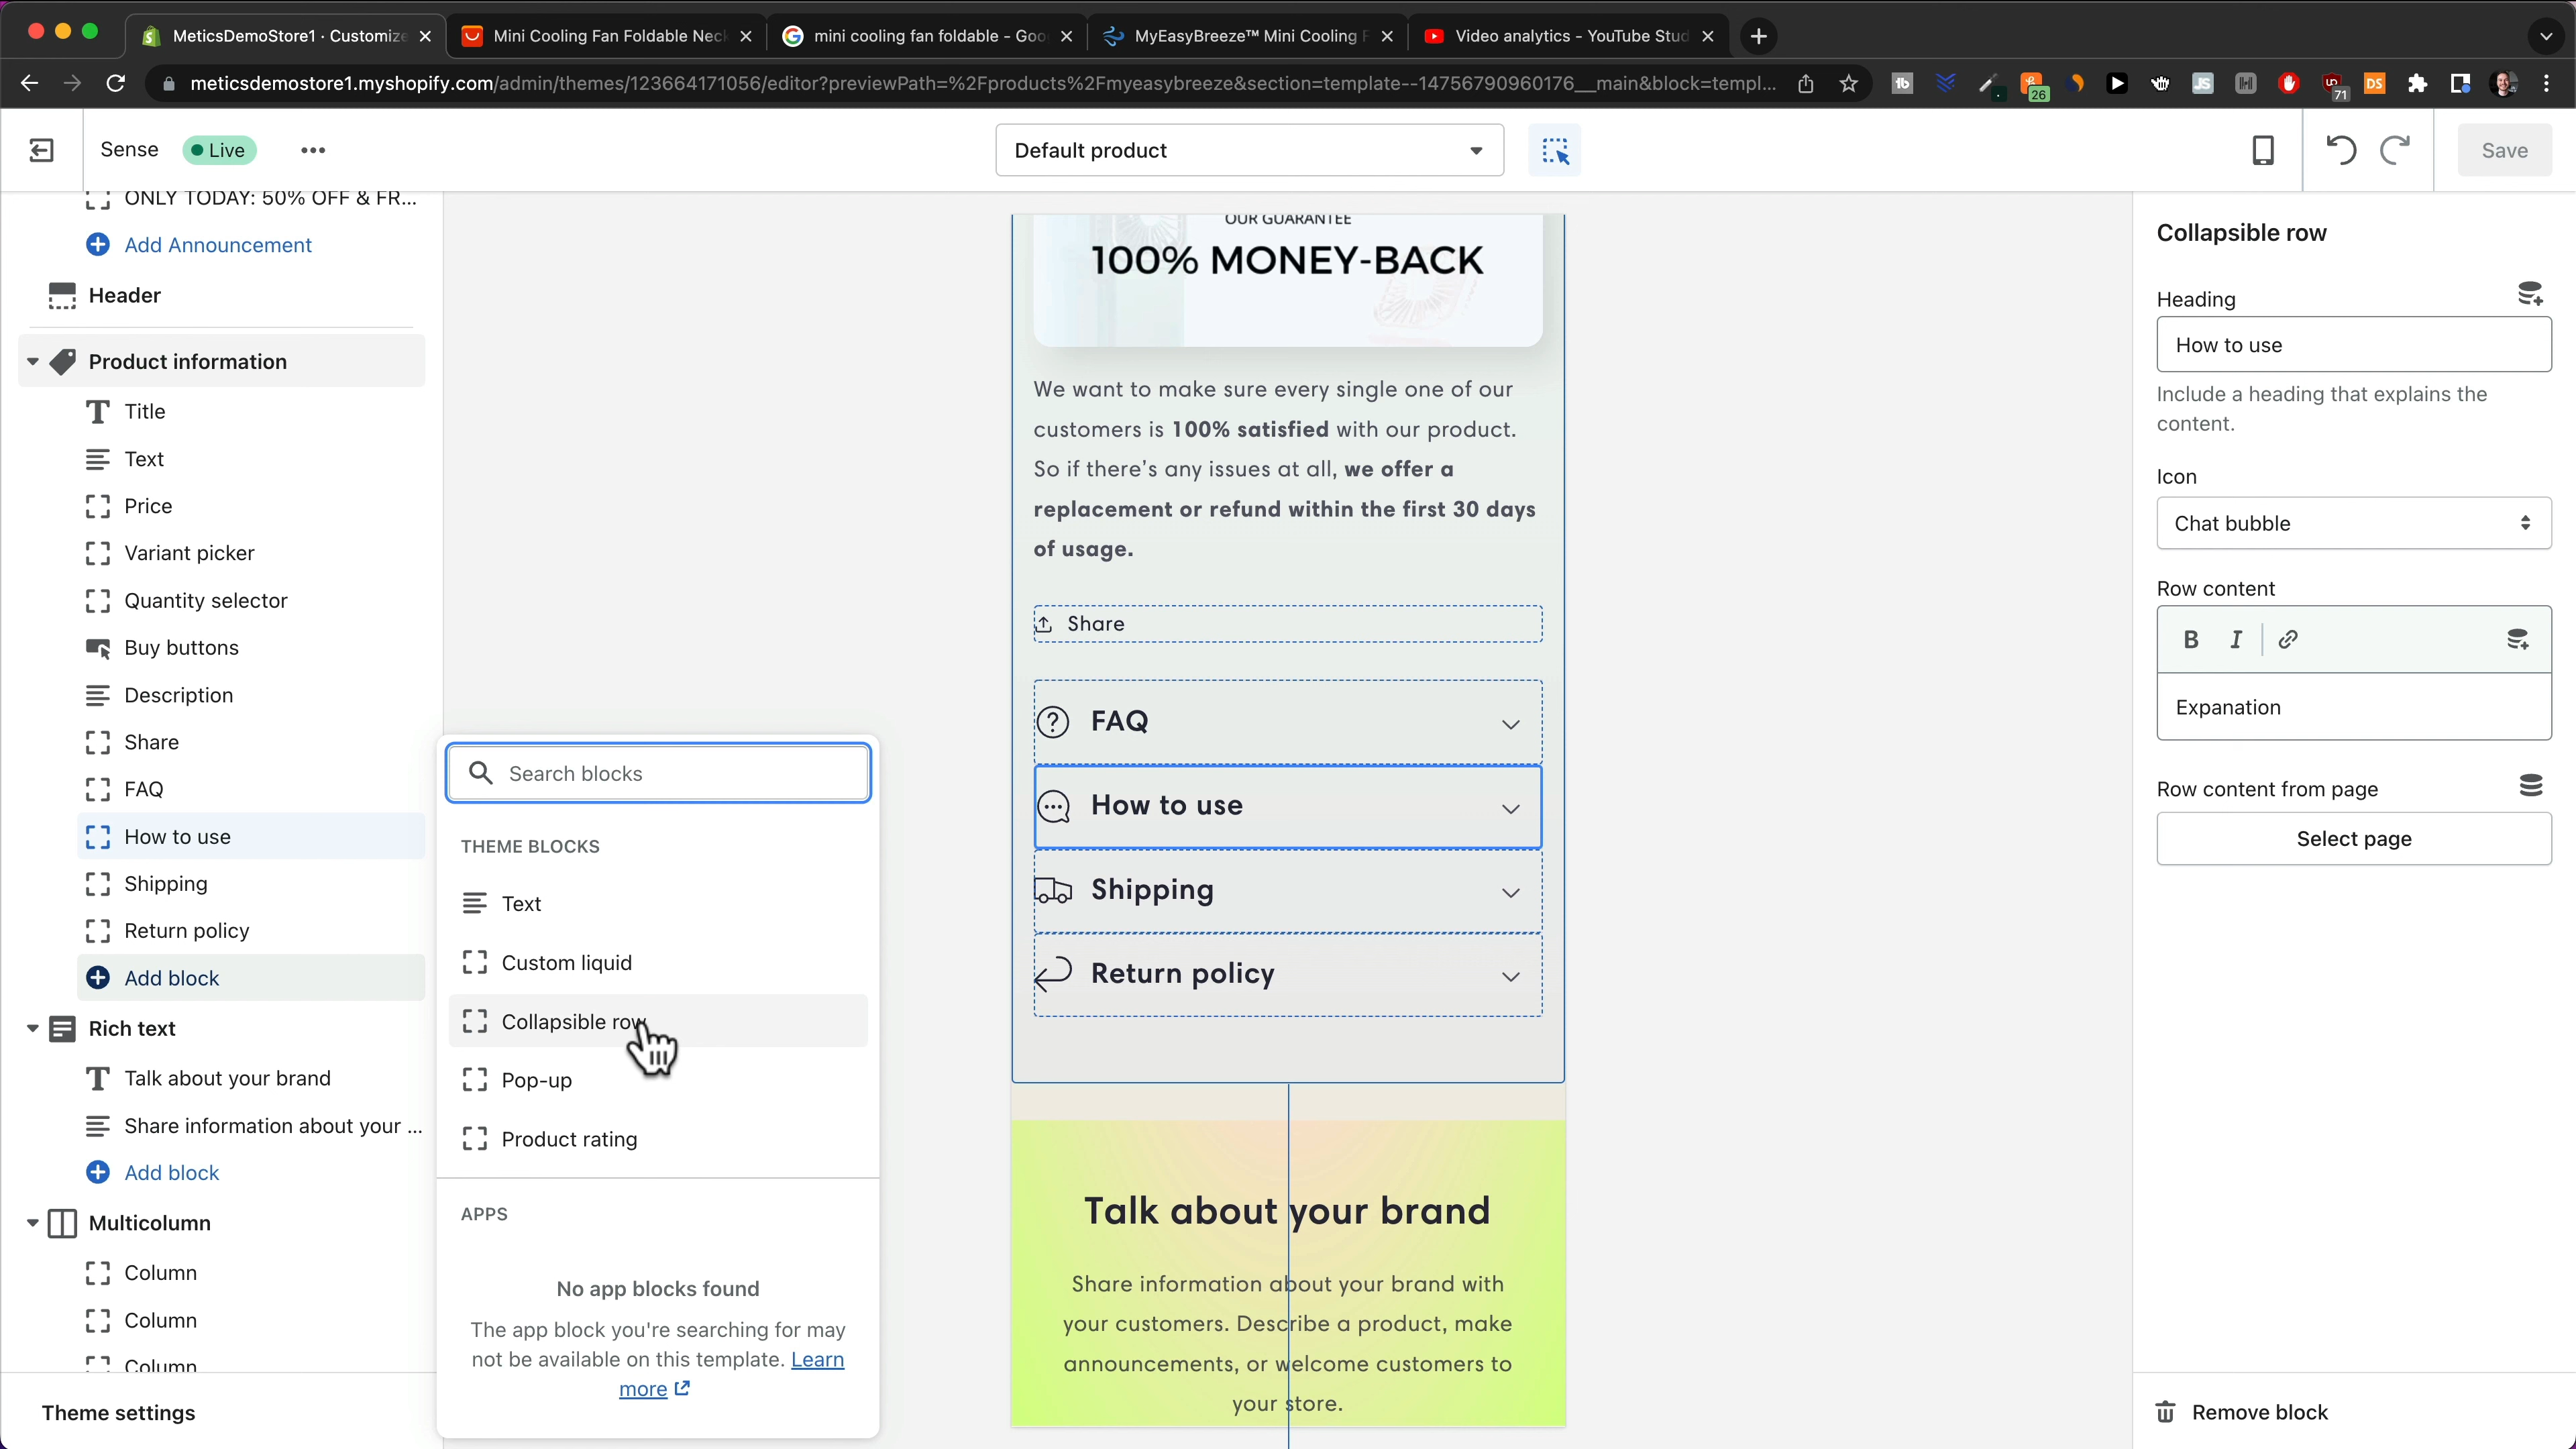 MeticsDemoStore1 · Customize
Mini Cooling Fan Foldable Neck
mini cooling fan foldable - Goo
MyEasyBreeze™ Mini Cooling F
Video analytics - YouTube Stud
meticsdemostore1.myshopify.com/admin/themes/123664171056/editor?previewPath=%2Fproducts%2Fmyeasybreeze&section=template--14756790960176__main&block=templ...
26
71
Sense
Live
Default product
Save
ONLY TODAY: 50% OFF & FR...
Add Announcement
Header
Product information
Title
Text
Price
Variant picker
Quantity selector
Buy buttons
Description
Share
FAQ
How to use
Shipping
Return policy
Add block
Rich text
Talk about your brand
Share information about your ...
Add block
Multicolumn
Column
Column
Column
Theme settings
Search blocks
THEME BLOCKS
Text
Custom liquid
Collapsible row
Pop-up
Product rating
APPS
No app blocks found
The app block you're searching for may
not be available on this template. Learn
more
OUR GUARANTEE
100% MONEY-BACK
We want to make sure every single one of our
customers is 100% satisfied with our product.
So if there's any issues at all, we offer a
replacement or refund within the first 30 days
of usage.
Share
FAQ
How to use
Shipping
Return policy
Talk about your brand
Share information about your brand with
your customers. Describe a product, make
announcements, or welcome customers to
your store.
Collapsible row
Heading
How to use
Include a heading that explains the
content.
Icon
Chat bubble
Row content
B I
Expanation
Row content from page
Select page
Remove block